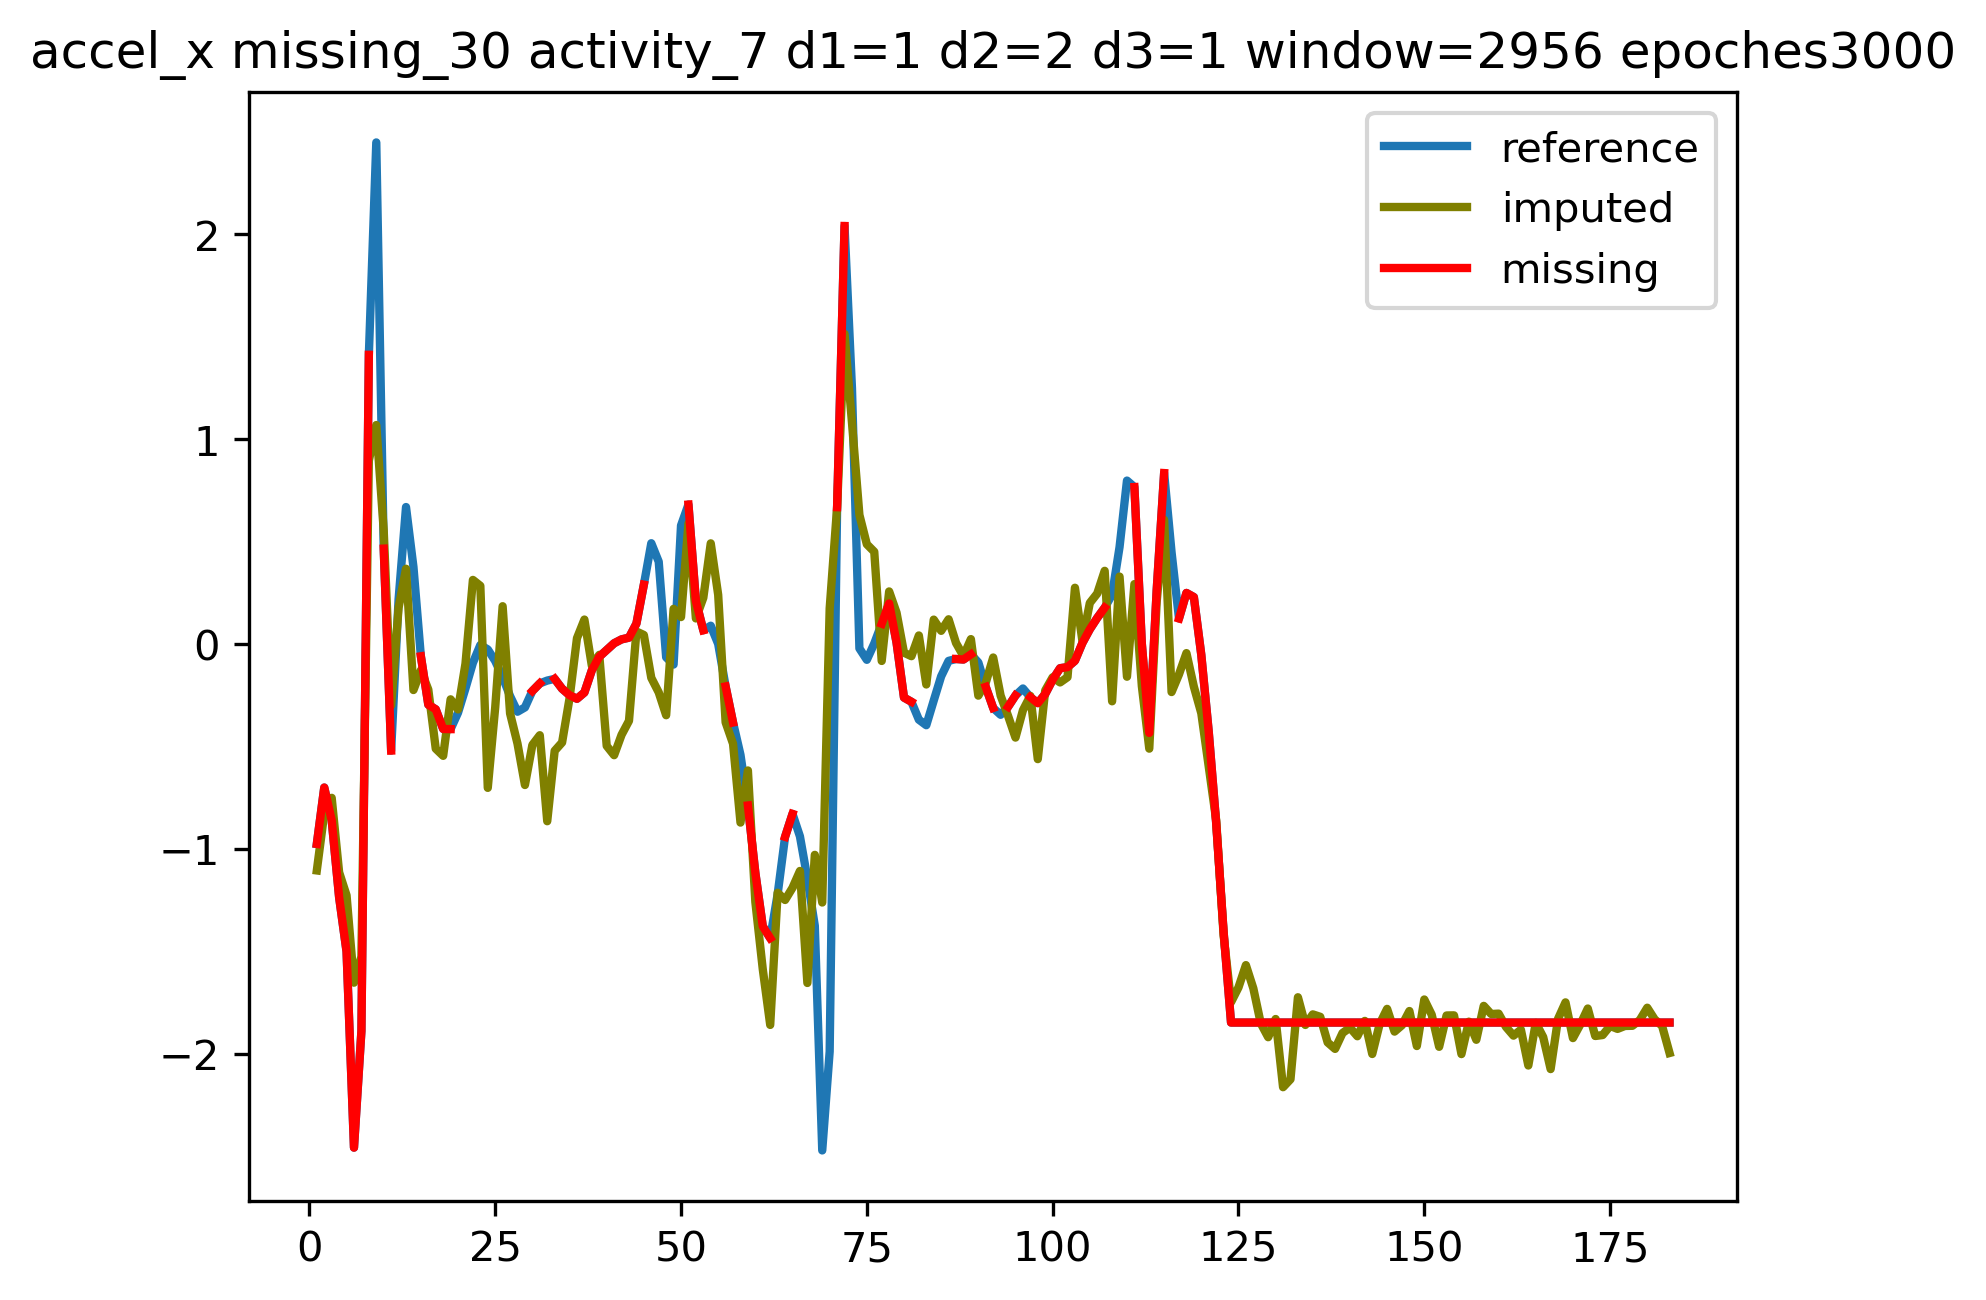 accel_x missing_30 activity_7 d1=1 d2=2 d3=1 window=2956 epoches3000
reference
imputed
missing
2
1
0
−1
−2
0 25 50 75 100 125 150 175